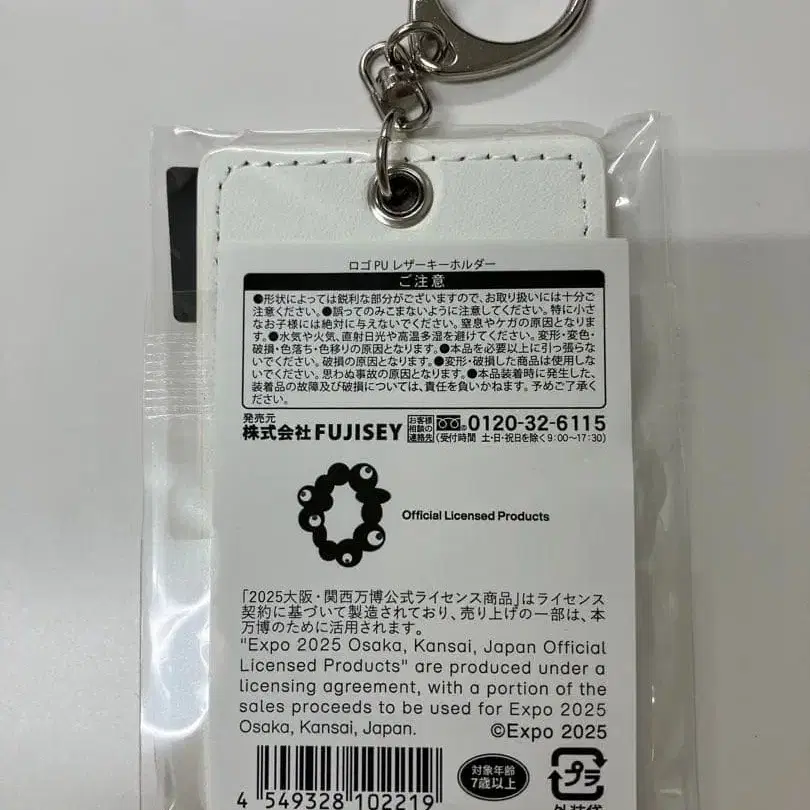 ロゴ PU レザーキーホルダー
ご注意
●形状によっては鋭利な部分がございますので、お取り扱いには十分ご
注意ください。●誤ってのみこまないように注意してください。特に小さ
なお子様には絶対に与えないでください。窒息やケガの原因となりま
す。●水気や火気、直射日光や高温多湿を避けてください。変形・変色・
破損・色落ち・色移りの原因となります。●本品を必要以上に引っ張らな
いでください。破損の原因となります。●変形・破損した商品は使用しな
いでください。思わぬ事故の原因となります。●本品装着時に発生した、
装着品の故障及び破損については、責任を負いかねます。予めご了承く
ださい。
発売元
株式会社 FUJISEY お客様相談の連絡先 0120-32-6115
(受付時間 土・日・祝日を除く9:00〜17:30)
Official Licensed Products
「2025大阪・関西万博公式ライセンス商品」はライセンス
契約に基づいて製造されており、売り上げの一部は、本
万博のために活用されます。
"Expo 2025 Osaka, Kansai, Japan Official
Licensed Products" are produced under a
licensing agreement, with a portion of the
sales proceeds to be used for Expo 2025
Osaka, Kansai, Japan. ©Expo 2025
対象年齢
7歳以上
プラ
外装袋
4 549328 102219